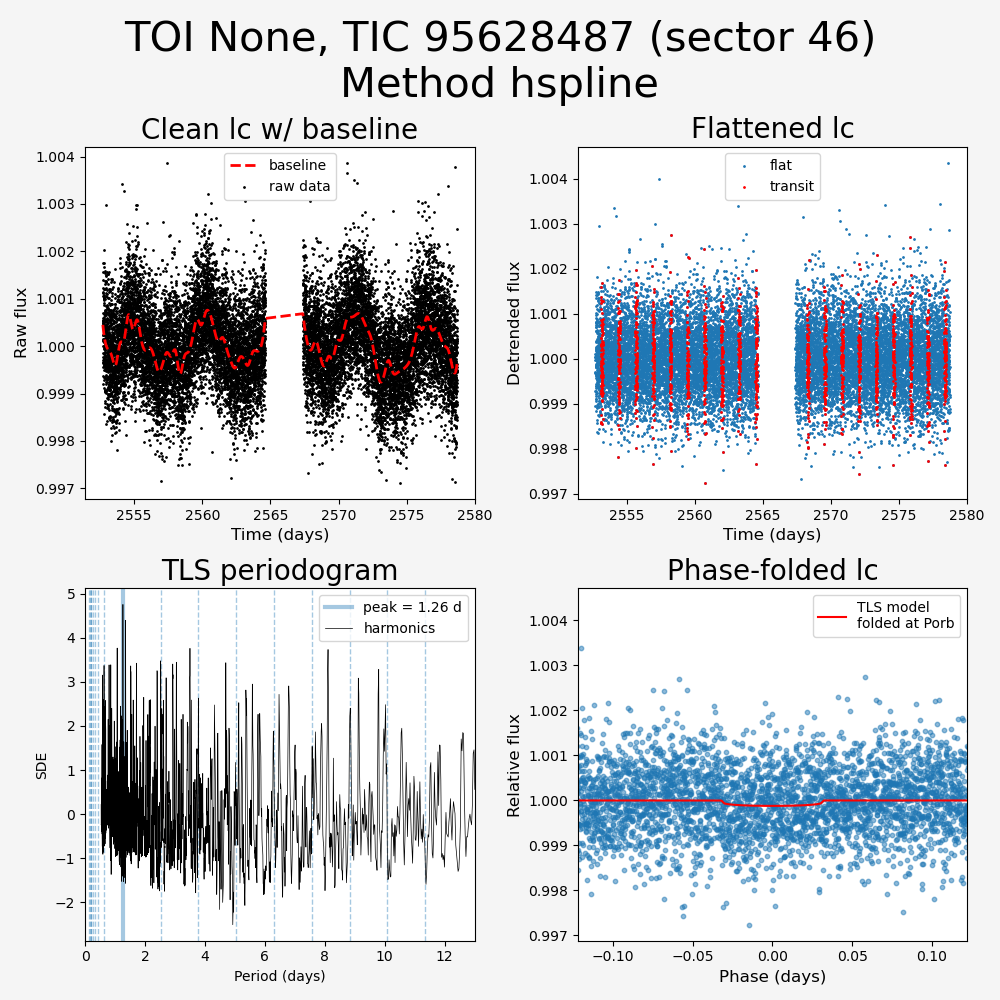 TOI None, TIC 95628487 (sector 46)
Method hspline
Clean lc w/ baseline
Flattened lc
baseline
raw data
flat
transit
1.004
1.003
1.002
1.001
1.000
0.999
0.998
0.997
Raw flux
2555
2560
2565
2570
2575
2580
Time (days)
1.004
1.003
1.002
1.001
1.000
0.999
0.998
0.997
Detrended flux
2555
2560
2565
2570
2575
2580
Time (days)
TLS periodogram
Phase-folded lc
peak = 1.26 d
harmonics
TLS model
folded at Porb
5
4
3
2
1
0
−1
−2
SDE
0
2
4
6
8
10
12
Period (days)
1.004
1.003
1.002
1.001
1.000
0.999
0.998
0.997
Relative flux
−0.10
−0.05
0.00
0.05
0.10
Phase (days)